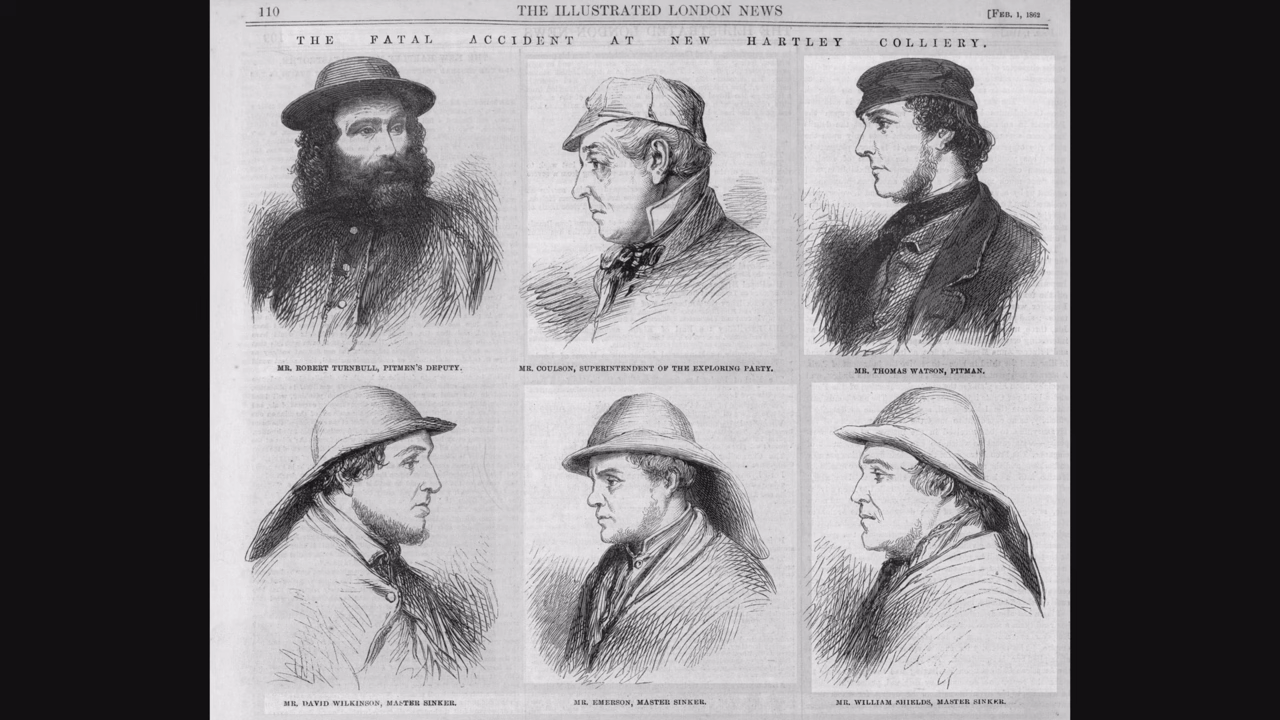 110 THE ILLUSTRATED LONDON NEWS [FEB. 1, 1862
THE FATAL ACCIDENT AT NEW HARTLEY COLLIERY.
MR. ROBERT TURNBULL, PITMEN'S DEPUTY.
MR. COULSON, SUPERINTENDENT OF THE EXPLORING PARTY.
MR. THOMAS WATSON, PITMAN.
MR. DAVID WILKINSON, MASTER SINKER.
MR. EMERSON, MASTER SINKER.
MR. WILLIAM SHIELDS, MASTER SINKER.